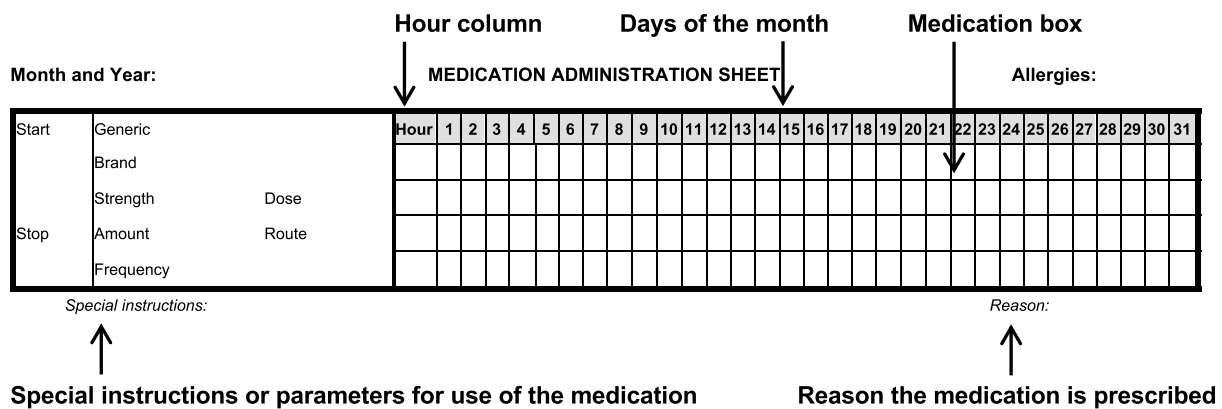 Hour column Days of the month Medication box
Month and Year: MEDICATION ADMINISTRATION SHEET Allergies:
Start Generic Hour 1 2 3 4 5 6 7 8 9 10 11 12 13 14 15 16 17 18 19 20 21 22 23 24 25 26 27 28 29 30 31
Brand
Strength Dose
Stop Amount Route
Frequency
Special instructions: Reason:
Special instructions or parameters for use of the medication Reason the medication is prescribed